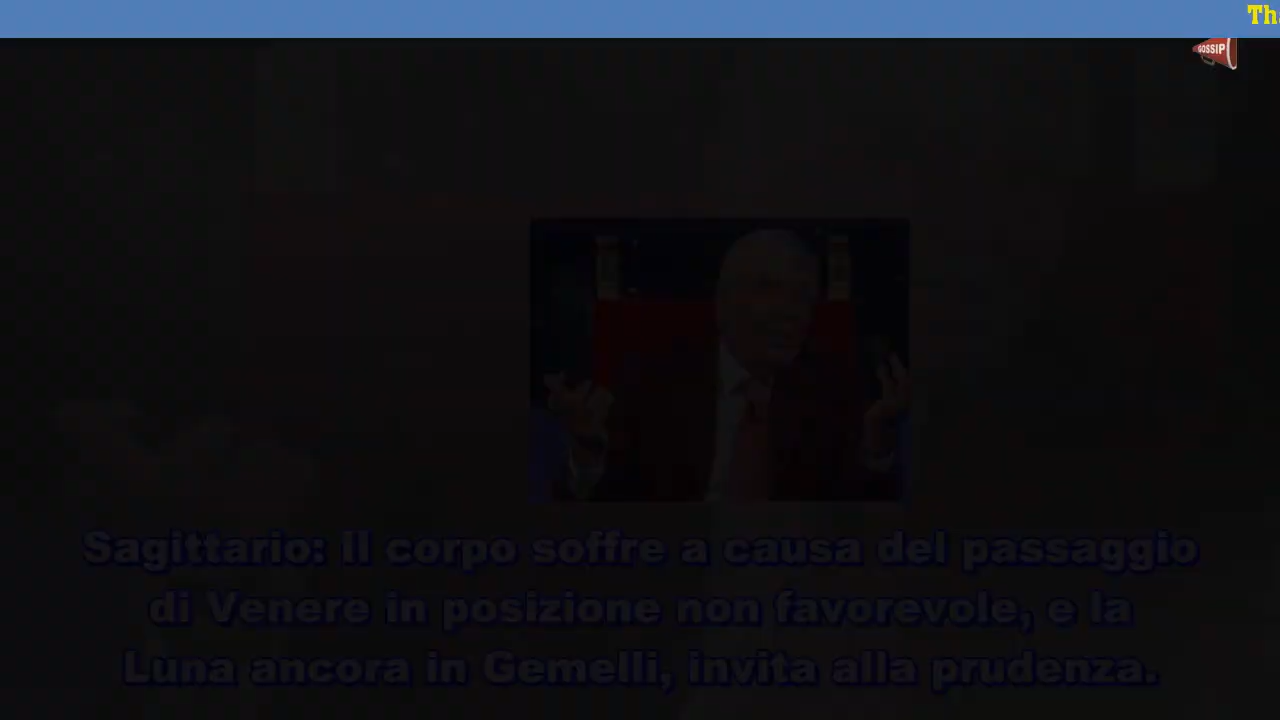 Tha
GOSSIP
Sagittario: Il corpo soffre a causa del passaggio
di Venere in posizione non favorevole, e la
Luna ancora in Gemelli, invita alla prudenza.